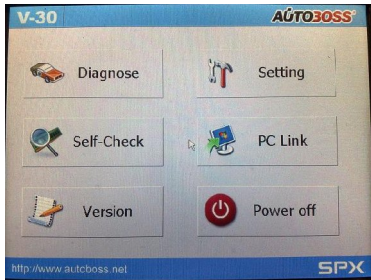 V-30 AUTOBOSS
Diagnose Setting
Self-Check PC Link
Version Power off
http://www.autoboss.net SPX